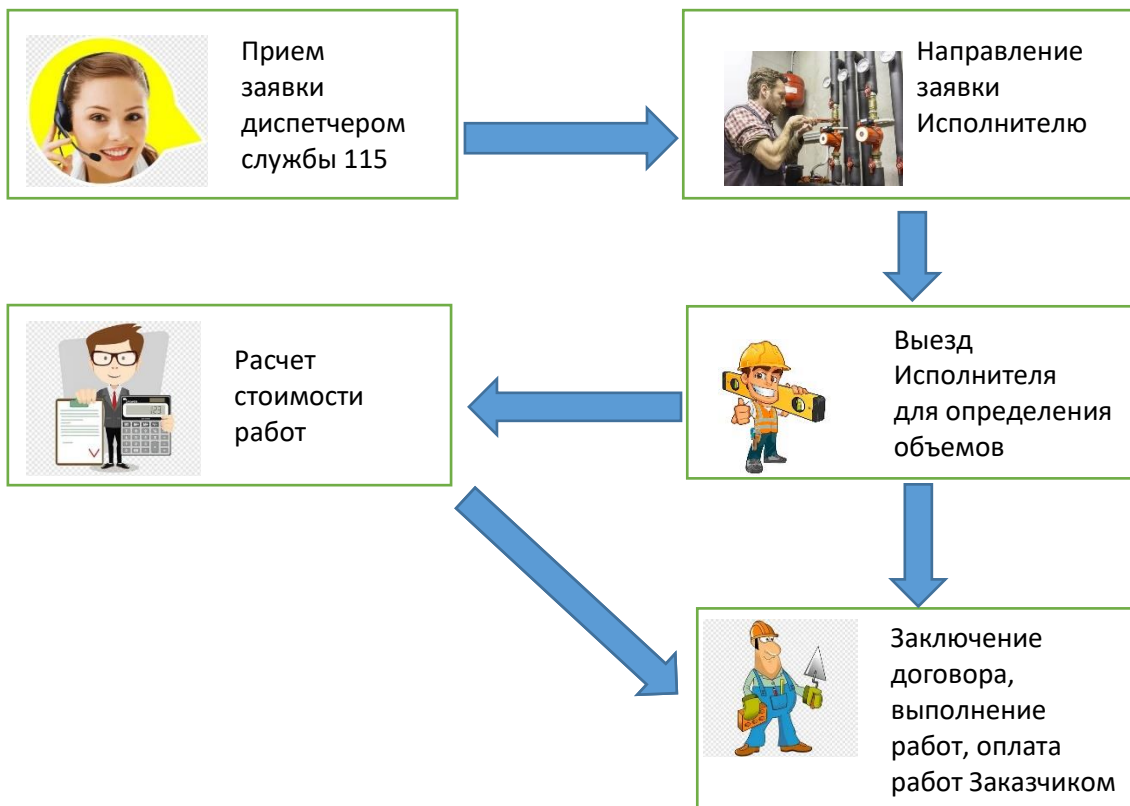 Прием
заявки
диспетчером
службы 115
Направление
заявки
Исполнителю
Выезд
Исполнителя
для определения
объемов
Расчет
стоимости
работ
123
Заключение
договора,
выполнение
работ, оплата
работ Заказчиком